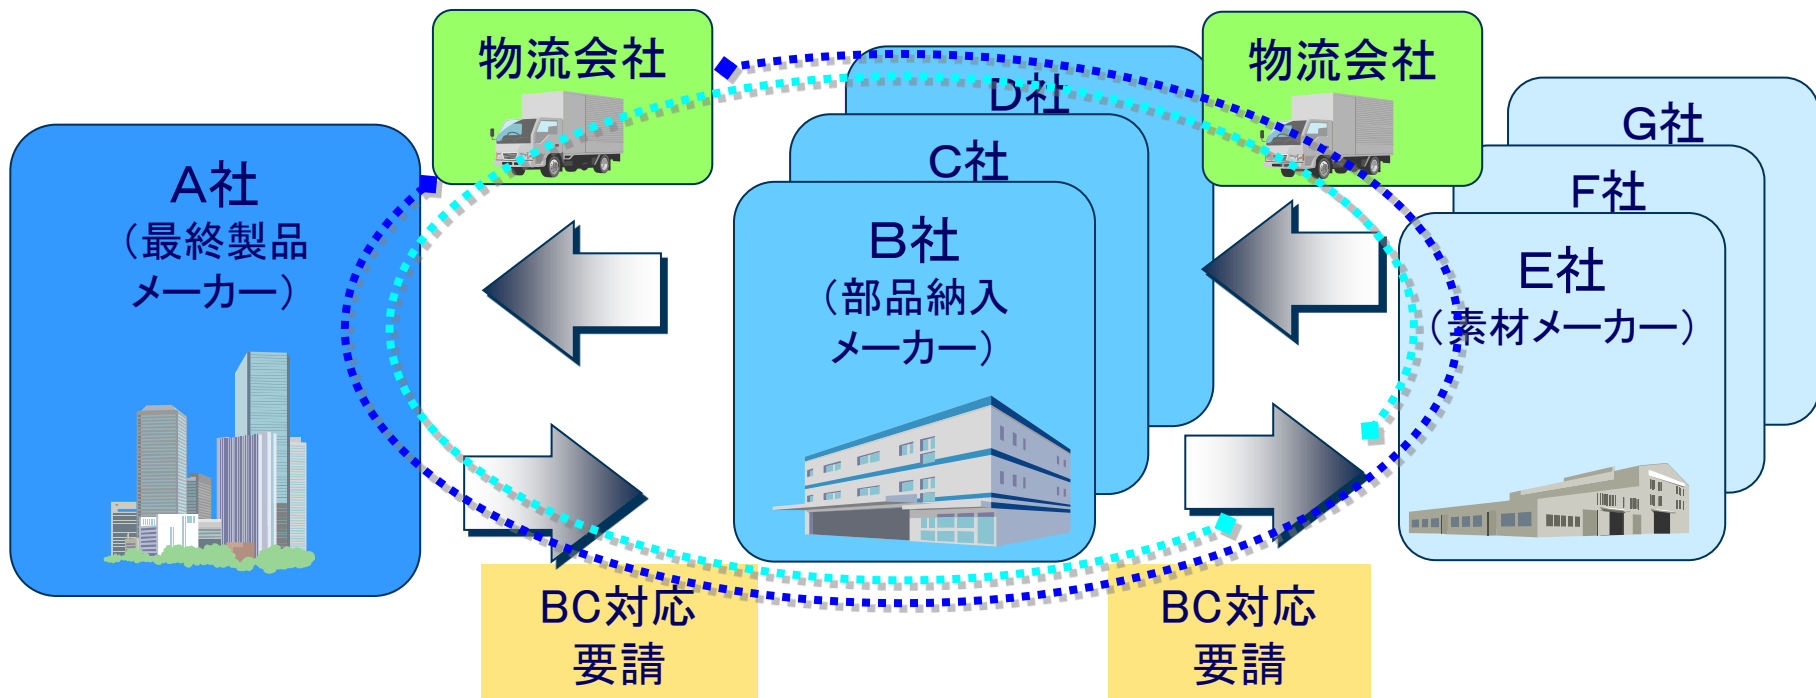 物流会社
物流会社
D社
G社
C社
A社
（最終製品
メーカー）
F社
B社
（部品納入
メーカー）
E社
（素材メーカー）
BC対応
要請
BC対応
要請